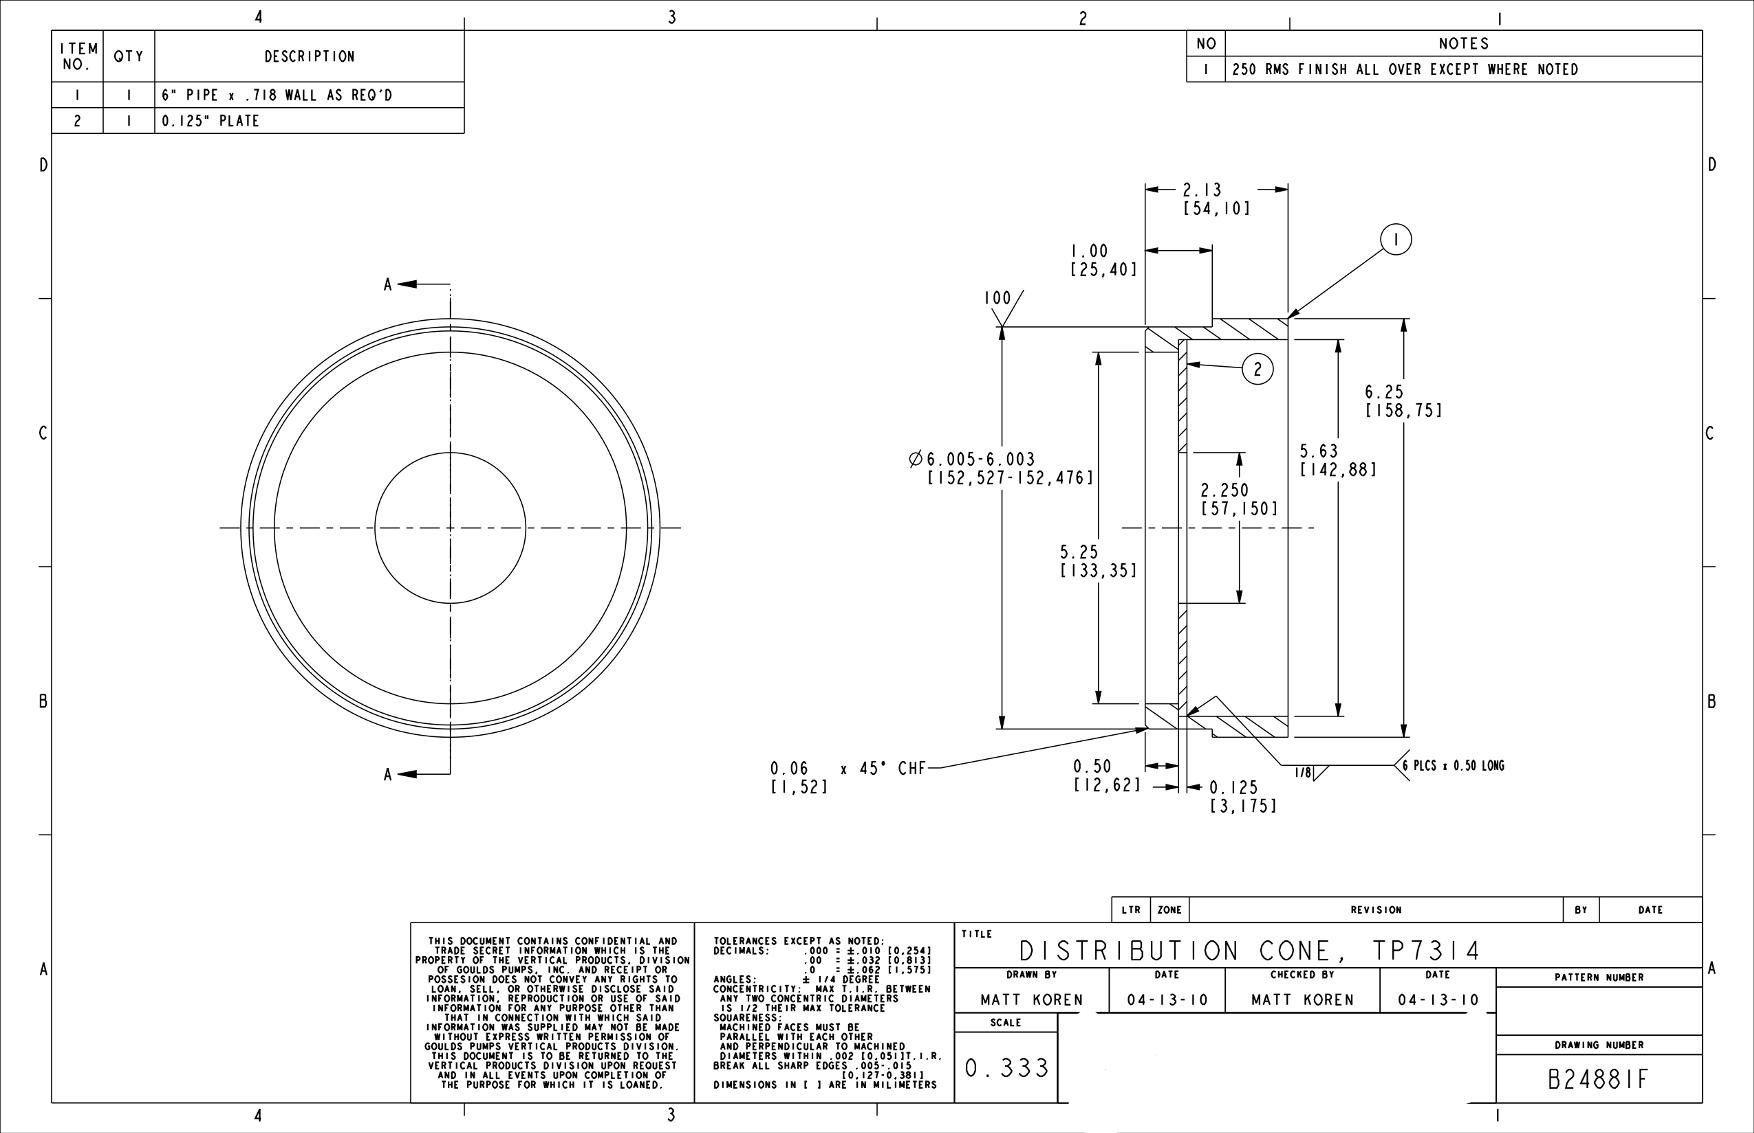 4 3 2 1
ITEM NO. QTY DESCRIPTION
1 1 6" PIPE x .718 WALL AS REQ'D
2 1 0.125" PLATE
NO NOTES
1 250 RMS FINISH ALL OVER EXCEPT WHERE NOTED
D D
2.13
[54,10]
1
1.00
[25,40]
A
100
2
6.25
[158,75]
C C
5.63
[142,88]
Ø6.005-6.003
[152,527-152,476]
2.250
[57,150]
5.25
[133,35]
B B
A
0.06 x 45° CHF
[1,52]
0.50
[12,62]
1/8
6 PLCS x 0.50 LONG
0.125
[3,175]
LTR ZONE REVISION BY DATE
A A
THIS DOCUMENT CONTAINS CONFIDENTIAL AND
TRADE SECRET INFORMATION WHICH IS THE
PROPERTY OF THE VERTICAL PRODUCTS, DIVISION
OF GOULDS PUMPS, INC. AND RECEIPT OR
POSSESION DOES NOT CONVEY ANY RIGHTS TO
LOAN, SELL, OR OTHERWISE DISCLOSE SAID
INFORMATION, REPRODUCTION OR USE OF SAID
INFORMATION FOR ANY PURPOSE OTHER THAN
THAT IN CONNECTION WITH WHICH SAID
INFORMATION WAS SUPPLIED MAY NOT BE MADE
WITHOUT EXPRESS WRITTEN PERMISSION OF
GOULDS PUMPS VERTICAL PRODUCTS DIVISION.
THIS DOCUMENT IS TO BE RETURNED TO THE
VERTICAL PRODUCTS DIVISION UPON REQUEST
AND IN ALL EVENTS UPON COMPLETION OF
THE PURPOSE FOR WHICH IT IS LOANED.
TOLERANCES EXCEPT AS NOTED:
DECIMALS: .000 = ±.010 [0,254]
.00 = ±.032 [0,813]
.0 = ±.062 [1,575]
ANGLES: ± 1/4 DEGREE
CONCENTRICITY: MAX T.I.R. BETWEEN
ANY TWO CONCENTRIC DIAMETERS
IS 1/2 THEIR MAX TOLERANCE
SQUARENESS:
MACHINED FACES MUST BE
PARALLEL WITH EACH OTHER
AND PERPENDICULAR TO MACHINED
DIAMETERS WITHIN .002 [0,051]T.I.R.
BREAK ALL SHARP EDGES .005-.015
[0,127-0,381]
DIMENSIONS IN [ ] ARE IN MILIMETERS
TITLE
DISTRIBUTION CONE, TP7314
DRAWN BY DATE CHECKED BY DATE
MATT KOREN 04-13-10 MATT KOREN 04-13-10
SCALE
0.333
PATTERN NUMBER
DRAWING NUMBER
B24881F
4 3 1